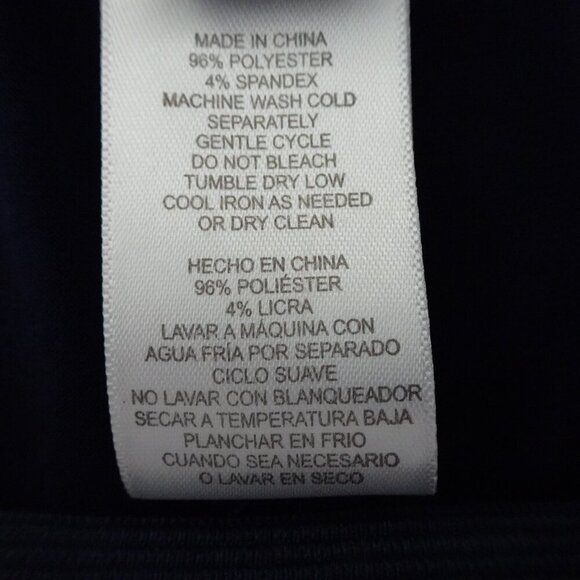 MADE IN CHINA
96% POLYESTER
4% SPANDEX
MACHINE WASH COLD
SEPARATELY
GENTLE CYCLE
DO NOT BLEACH
TUMBLE DRY LOW
COOL IRON AS NEEDED
OR DRY CLEAN
HECHO EN CHINA
96% POLIÉSTER
4% LICRA
LAVAR A MÁQUINA CON
AGUA FRÍA POR SEPARADO
CICLO SUAVE
NO LAVAR CON BLANQUEADOR
SECAR A TEMPERATURA BAJA
PLANCHAR EN FRIO
CUANDO SEA NECESARIO
O LAVAR EN SECO